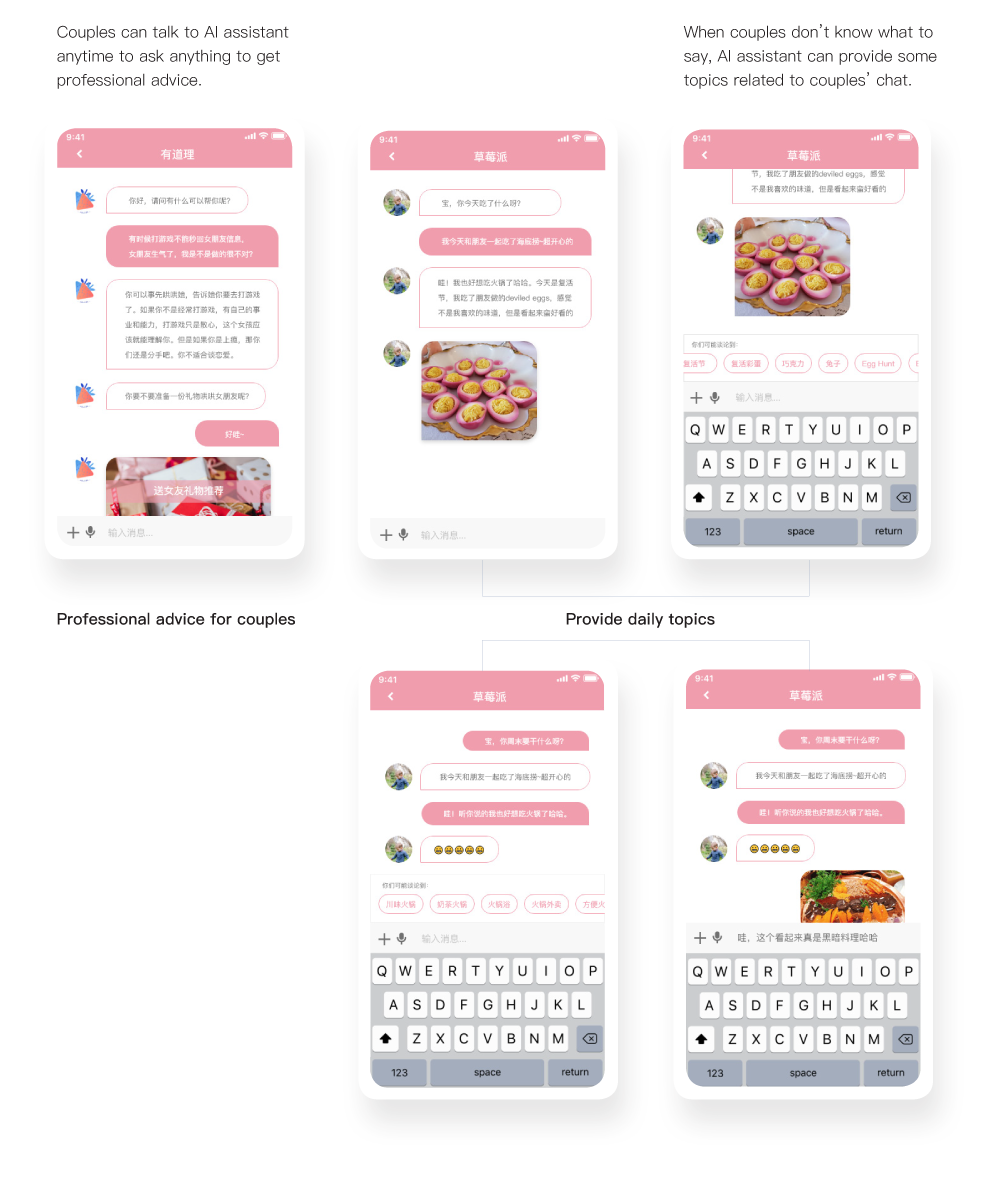 Couples can talk to AI assistant
anytime to ask anything to get
professional advice.
When couples don't know what to
say, AI assistant can provide some
topics related to couples' chat.
9:41
有道理
你好，请问有什么可以帮你呢？
有时候打游戏不能秒回女朋友信息，
女朋友生气了，我是不是做的很不对？
你可以事先哄哄她，告诉她你要去打游戏
了。如果你不是经常打游戏，有自己的事
业和能力，打游戏只是散心，这个女孩应
该就能理解你。但是如果你是上瘾，那你
们还是分手吧。你不适合谈恋爱。
你要不要准备一份礼物哄哄女朋友呢？
好哇~
送女友礼物推荐
输入消息...
9:41
草莓派
宝，你今天吃了什么呀？
我今天和朋友一起吃了海底捞~超开心的
哇！我也好想吃火锅了哈哈。今天是复活
节，我吃了朋友做的deviled eggs，感觉
不是我喜欢的味道，但是看起来蛮好看的
输入消息...
9:41
草莓派
节，我吃了朋友做的deviled eggs，感觉
不是我喜欢的味道，但是看起来蛮好看的
你们可能谈论到：
复活节
复活彩蛋
巧克力
兔子
Egg Hunt
输入消息...
Q W E R T Y U I O P
A S D F G H J K L
Z X C V B N M
123 space return
Professional advice for couples
Provide daily topics
9:41
草莓派
宝，你周末要干什么呀？
我今天和朋友一起吃了海底捞~超开心的
哇！听你说的我也好想吃火锅了哈哈。
😄😄😄😄😄
你们可能谈论到：
川味火锅
奶茶火锅
火锅汤
火锅外卖
方便火
输入消息...
Q W E R T Y U I O P
A S D F G H J K L
Z X C V B N M
123 space return
9:41
草莓派
宝，你周末要干什么呀？
我今天和朋友一起吃了海底捞~超开心的
哇！听你说的我也好想吃火锅了哈哈。
😄😄😄😄😄
哇，这个看起来真是黑暗料理哈哈
Q W E R T Y U I O P
A S D F G H J K L
Z X C V B N M
123 space return